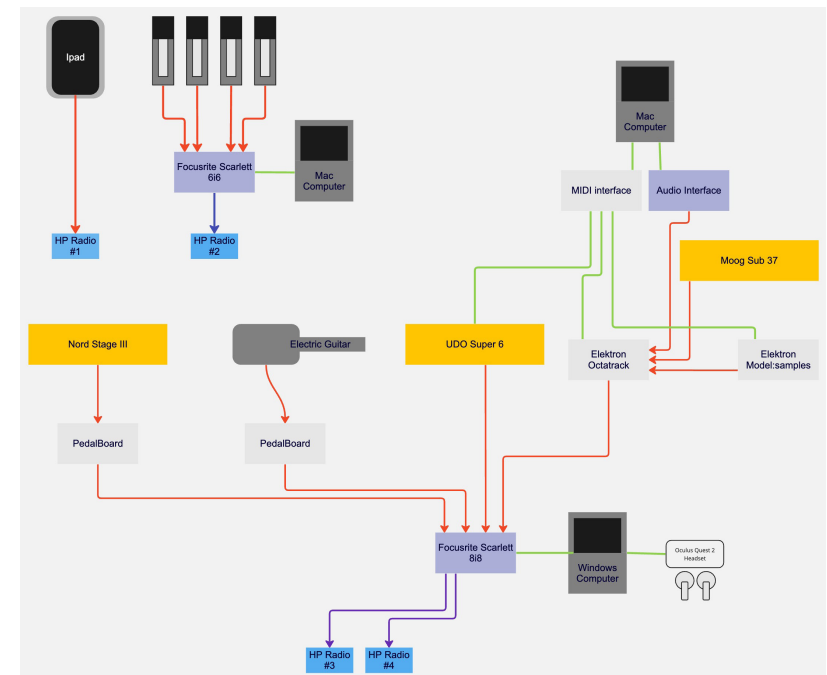 Ipad
Mac
Computer
Focusrite Scarlett
6i6
Mac
Computer
MIDI interface
Audio Interface
HP Radio
#1
HP Radio
#2
Moog Sub 37
Nord Stage III
Electric Guitar
UDO Super 6
Elektron
Octatrack
Elektron
Model:samples
PedalBoard
PedalBoard
Focusrite Scarlett
8i8
Oculus Quest 2
Headset
Windows
Computer
HP Radio
#3
HP Radio
#4